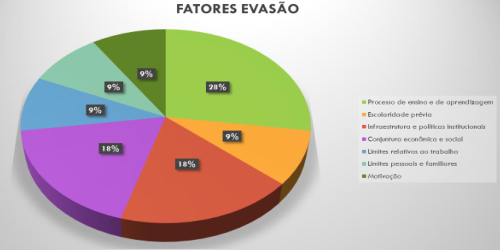 FATORES EVASÃO
28%
9%
18%
18%
9%
9%
9%
Processo de ensino e de aprendizagem
Escolaridade prévia
Infraestrutura e políticas institucionais
Conjuntura econômica e social
Limites relativos ao trabalho
Limites pessoais e familiares
Motivação